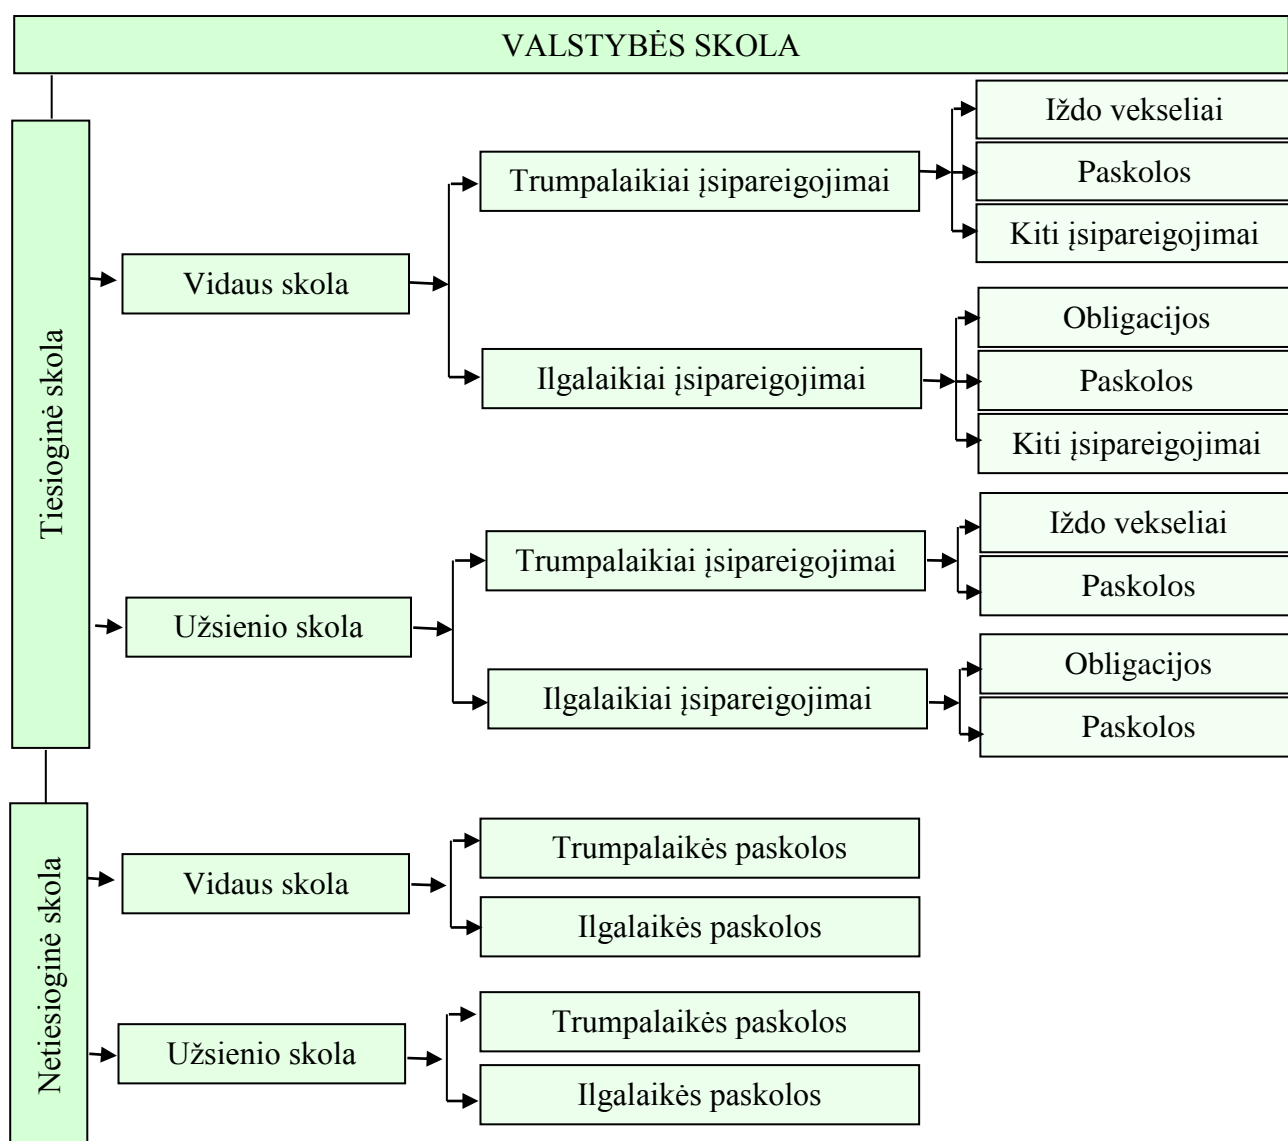 VALSTYBĖS SKOLA
Tiesioginė skola
Vidaus skola
Trumpalaikiai įsipareigojimai
Iždo vekseliai
Paskolos
Kiti įsipareigojimai
Ilgalaikiai įsipareigojimai
Obligacijos
Paskolos
Kiti įsipareigojimai
Užsienio skola
Trumpalaikiai įsipareigojimai
Iždo vekseliai
Paskolos
Ilgalaikiai įsipareigojimai
Obligacijos
Paskolos
Netiesioginė skola
Vidaus skola
Trumpalaikės paskolos
Ilgalaikės paskolos
Užsienio skola
Trumpalaikės paskolos
Ilgalaikės paskolos